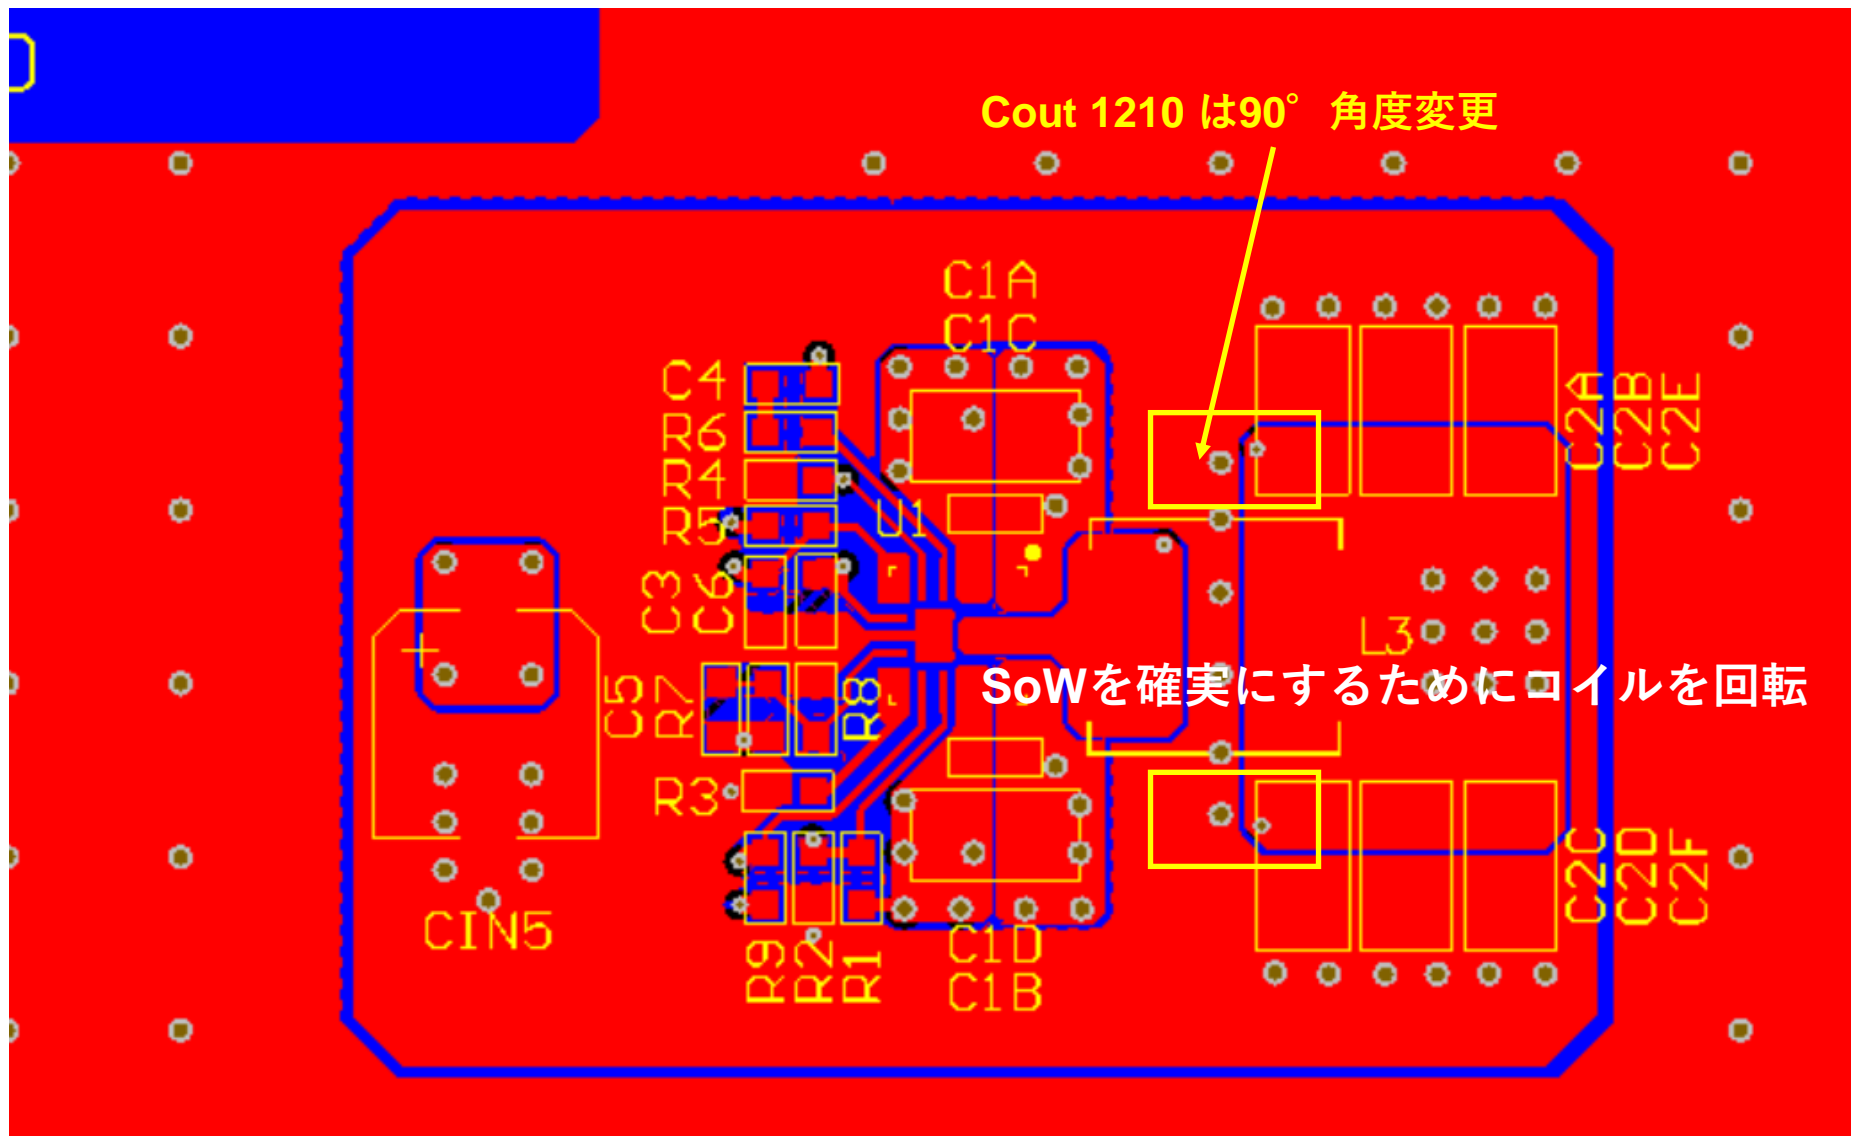 Cout 1210 は90°角度変更
C1A
C1C
C4
R6
R4
R5
U1
C3
C6
C2A
C2B
C2E
L3
SoWを確実にするためにコイルを回転
C5
R7
R8
R3
CIN5
R9
R2
R1
C1D
C1B
C2C
C2D
C2F